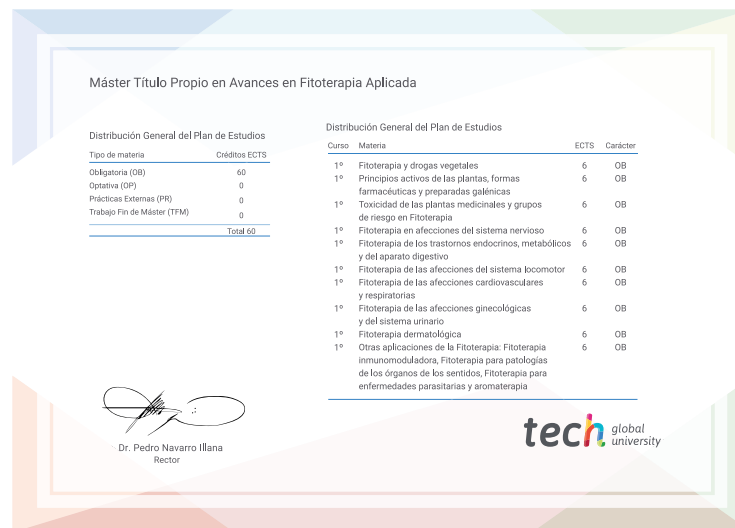 Máster Título Propio en Avances en Fitoterapia Aplicada
Distribución General del Plan de Estudios
Tipo de materia Créditos ECTS
Obligatoria (OB) 60
Optativa (OP) 0
Prácticas Externas (PR) 0
Trabajo Fin de Máster (TFM) 0
Total 60
Distribución General del Plan de Estudios
Curso Materia ECTS Carácter
1º Fitoterapia y drogas vegetales 6 OB
1º Principios activos de las plantas, formas 6 OB
farmacéuticas y preparadas galénicas
1º Toxicidad de las plantas medicinales y grupos 6 OB
de riesgo en Fitoterapia
1º Fitoterapia en afecciones del sistema nervioso 6 OB
1º Fitoterapia de los trastornos endocrinos, metabólicos 6 OB
y del aparato digestivo
1º Fitoterapia de las afecciones del sistema locomotor 6 OB
1º Fitoterapia de las afecciones cardiovasculares 6 OB
y respiratorias
1º Fitoterapia de las afecciones ginecológicas 6 OB
y del sistema urinario
1º Fitoterapia dermatológica 6 OB
1º Otras aplicaciones de la Fitoterapia: Fitoterapia 6 OB
inmunomoduladora, Fitoterapia para patologías
de los órganos de los sentidos, Fitoterapia para
enfermedades parasitarias y aromaterapia
Dr. Pedro Navarro Illana
Rector
tech global
university